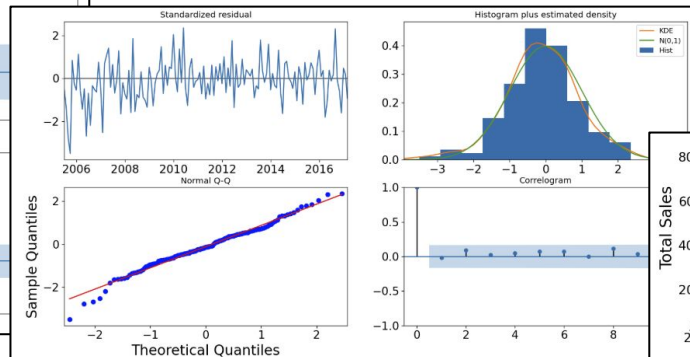 Standardized residual
2
0
−2
2006 2008 2010 2012 2014 2016
Histogram plus estimated density
KDE
N(0,1)
Hist
0.4
0.3
0.2
0.1
0.0
−3 −2 −1 0 1 2
Normal Q-Q
Sample Quantiles
2
0
−2
−2 −1 0 1 2
Theoretical Quantiles
Correlogram
1.0
0.5
0.0
−0.5
−1.0
0 2 4 6 8
Total Sales